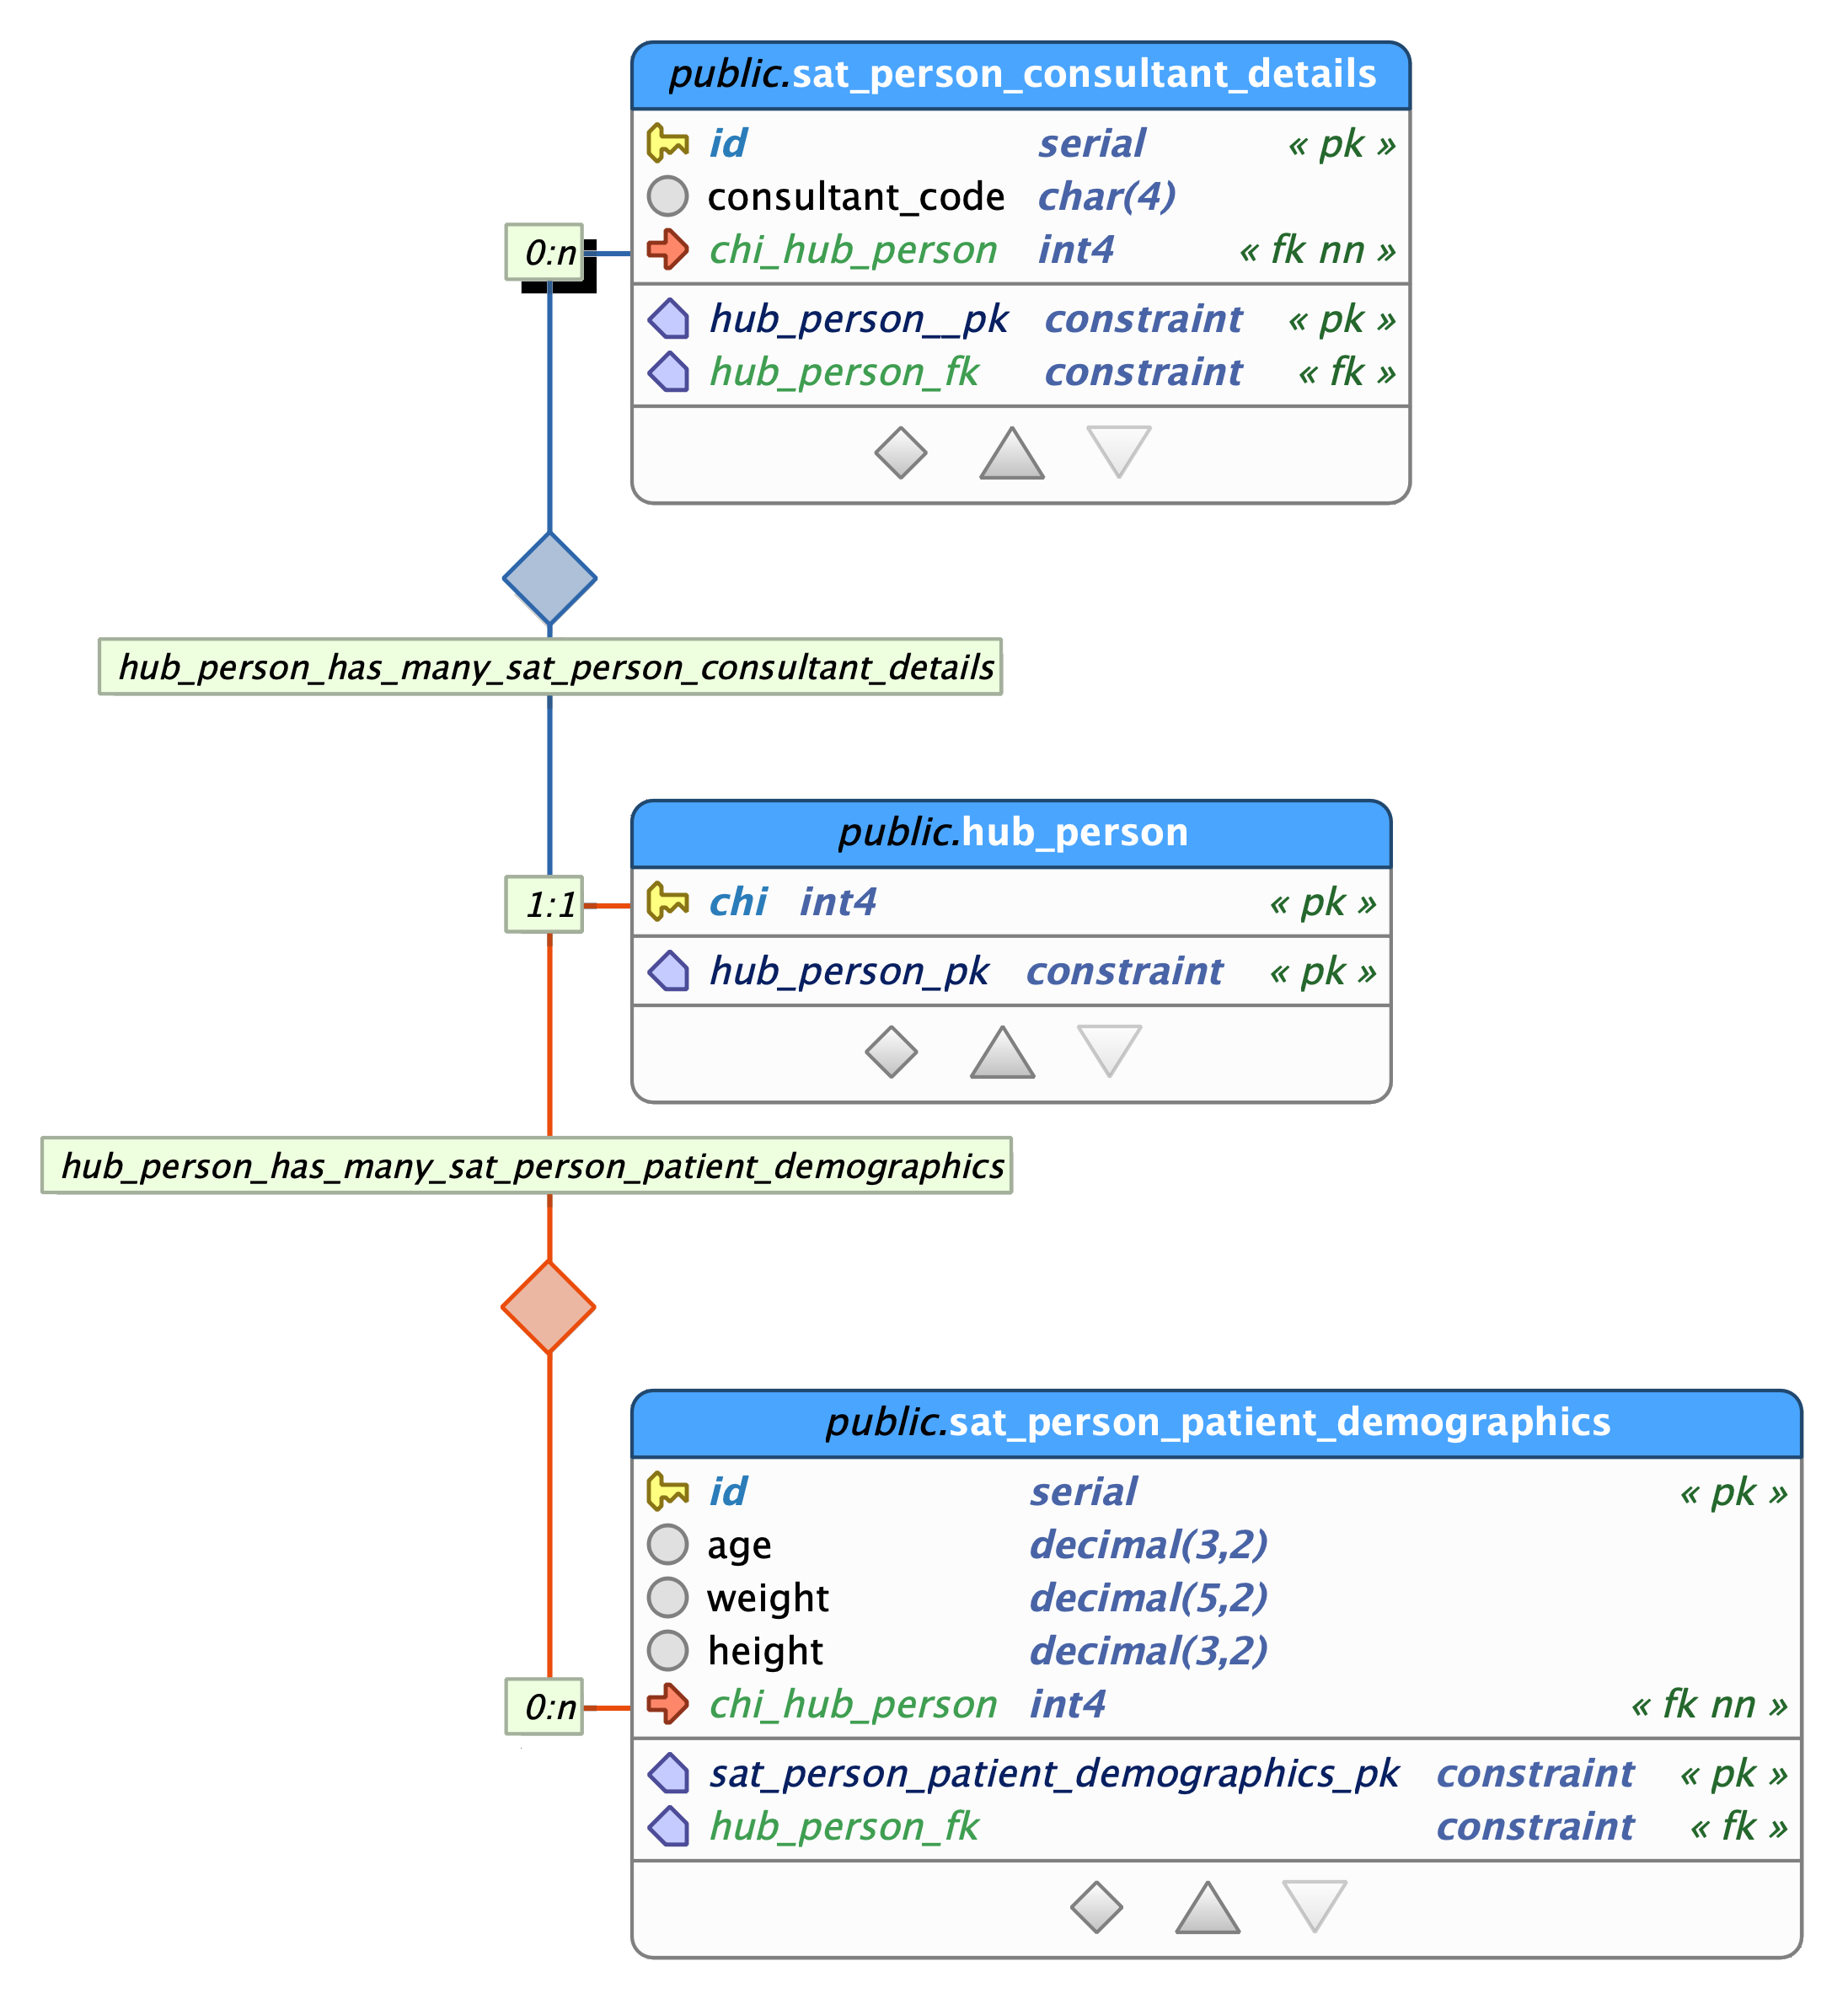 public.sat_person_consultant_details
id serial « pk »
consultant_code char(4)
0:n chi_hub_person int4 « fk nn »
hub_person__pk constraint « pk »
hub_person_fk constraint « fk »
hub_person_has_many_sat_person_consultant_details
public.hub_person
1:1 chi int4 « pk »
hub_person_pk constraint « pk »
hub_person_has_many_sat_person_patient_demographics
public.sat_person_patient_demographics
id serial « pk »
age decimal(3,2)
weight decimal(5,2)
height decimal(3,2)
0:n chi_hub_person int4 « fk nn »
sat_person_patient_demographics_pk constraint « pk »
hub_person_fk constraint « fk »